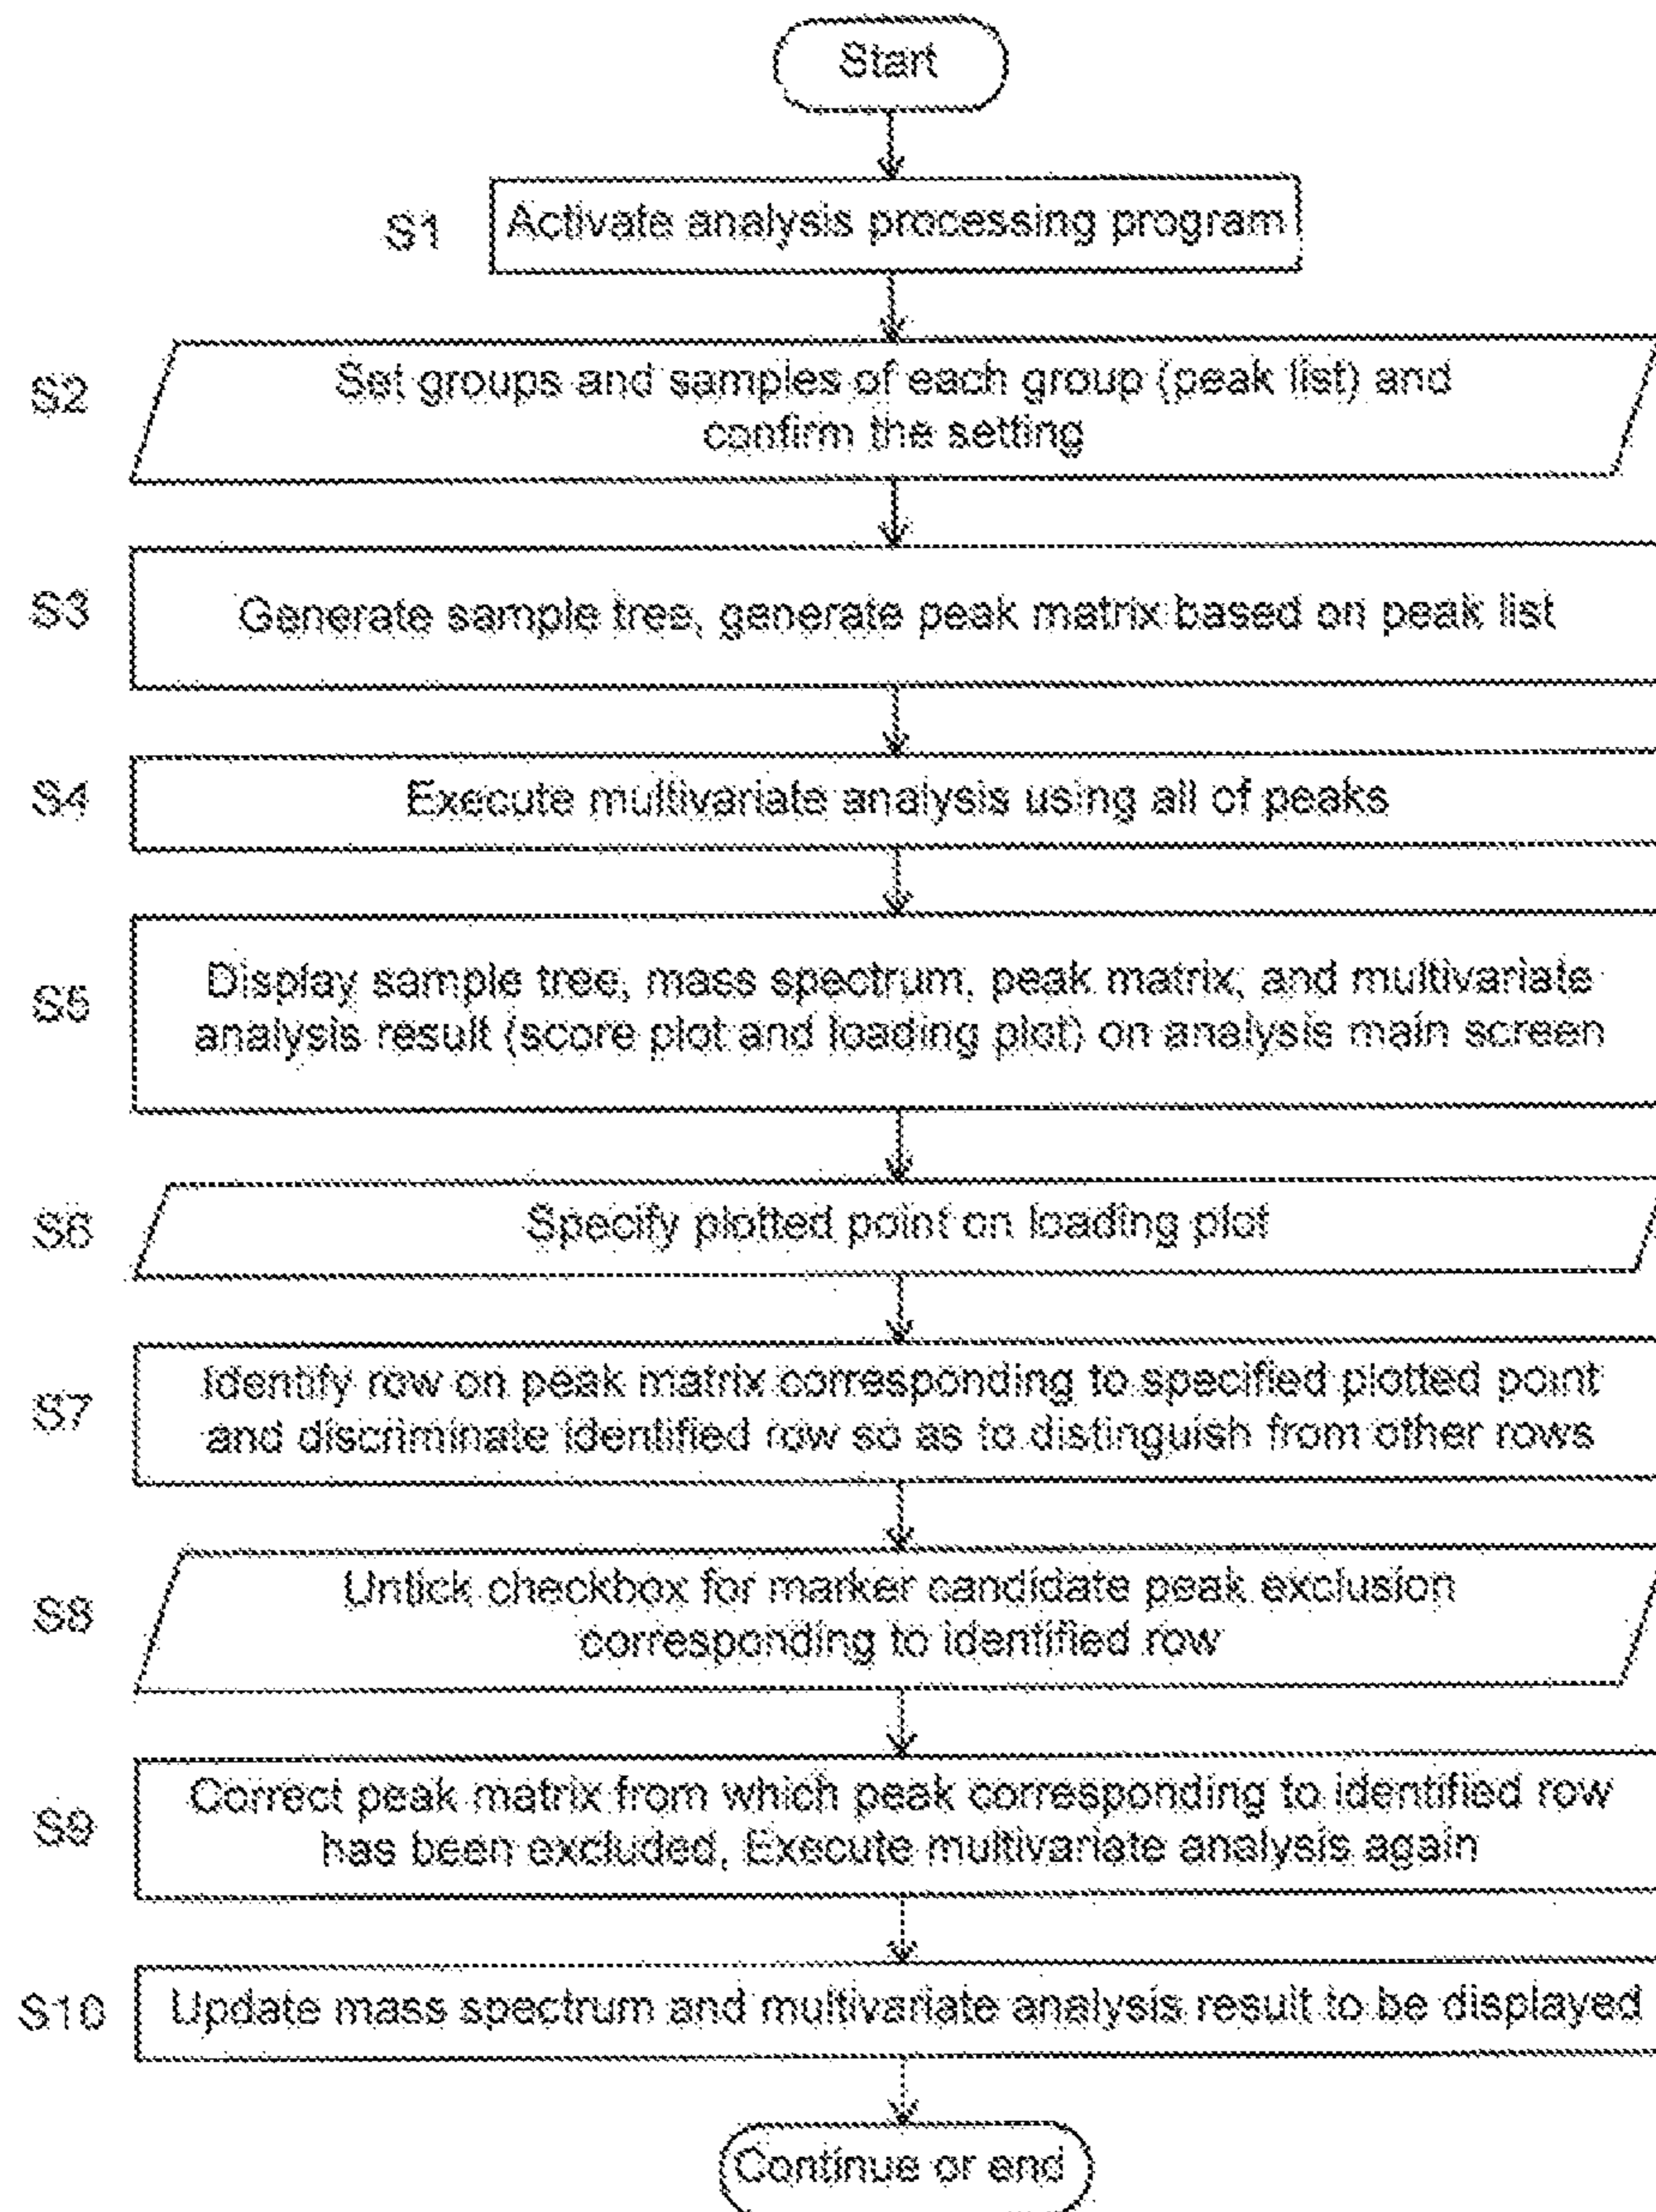 Start
S1
Activate analysis processing program
S2
Set groups and samples of each group (peak list) and
confirm the setting
S3
Generate sample tree, generate peak matrix based on peak list
S4
Execute multivariate analysis using all of peaks
S5
Display sample tree, mass spectrum, peak matrix, and multivariate
analysis result (score plot and loading plot) on analysis main screen
S6
Specify plotted point on loading plot
S7
Identify row on peak matrix corresponding to specified plotted point
and discriminate identified row so as to distinguish from other rows
S8
Untick checkbox for marker candidate peak exclusion
corresponding to identified row
S9
Correct peak matrix from which peak corresponding to identified row
has been excluded, Execute multivariate analysis again
S10
Update mass spectrum and multivariate analysis result to be displayed
Continue or end